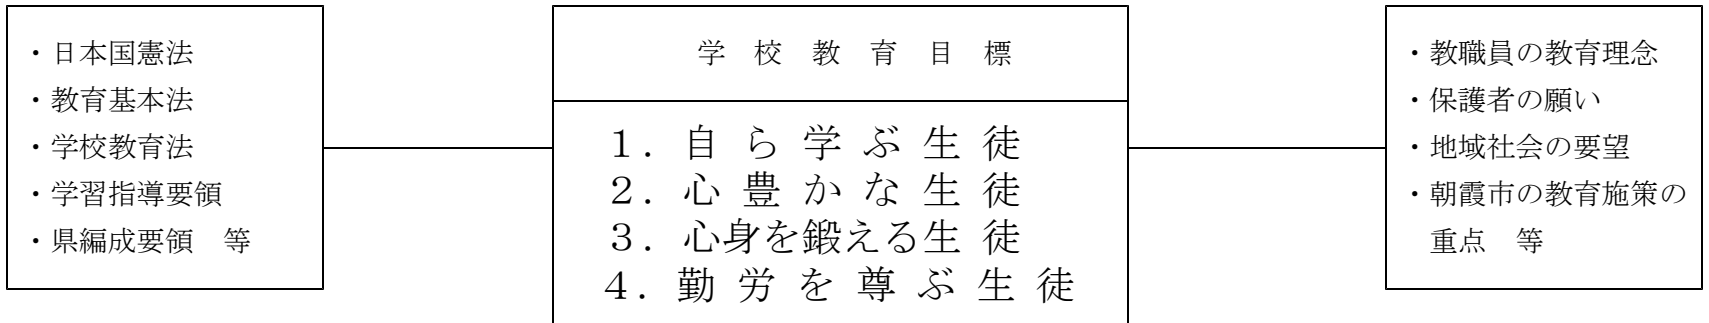 ・日本国憲法
・教育基本法
・学校教育法
・学習指導要領
・県編成要領　等
学　校　教　育　目　標
１．自 ら 学 ぶ 生 徒
２．心 豊 か な 生 徒
３．心身を鍛える生 徒
４．勤 労 を 尊 ぶ 生 徒
・教職員の教育理念
・保護者の願い
・地域社会の要望
・朝霞市の教育施策の
重点　等